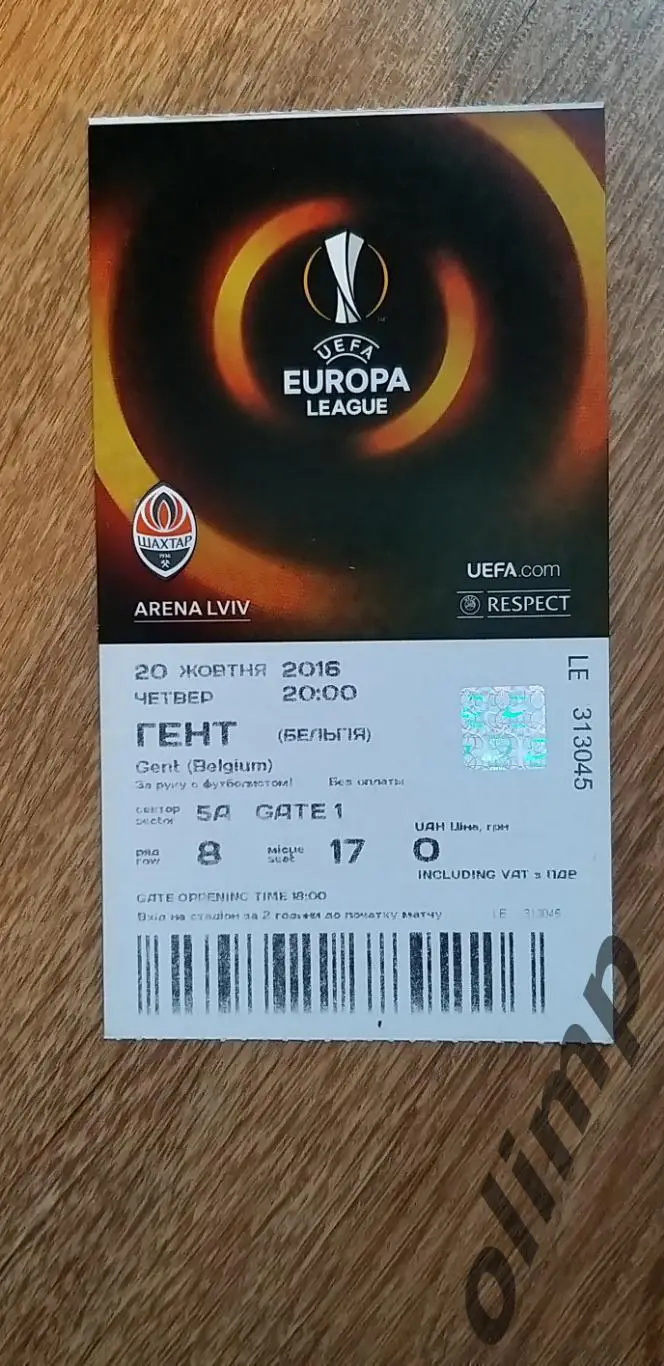 UEFA
EUROPA
LEAGUE
ШАХТАР
1936
ARENA LVIV
UEFA.com
RESPECT
20 ЖОВТНЯ 2016
ЧЕТВЕР 20:00
ГЕНТ (БЕЛЬГІЯ)
Gent (Belgium)
За руку с футболистом! Без оплаты
сектор
sector
5A GATE 1
ряд
row
8
місце
seat
17
UAH Ціна, грн
0
INCLUDING VAT з ПДВ
GATE OPPENING TIME 18:00
Вхід на стадіон за 2 години до початку матчу
LE 313045
LE 313045
olimp